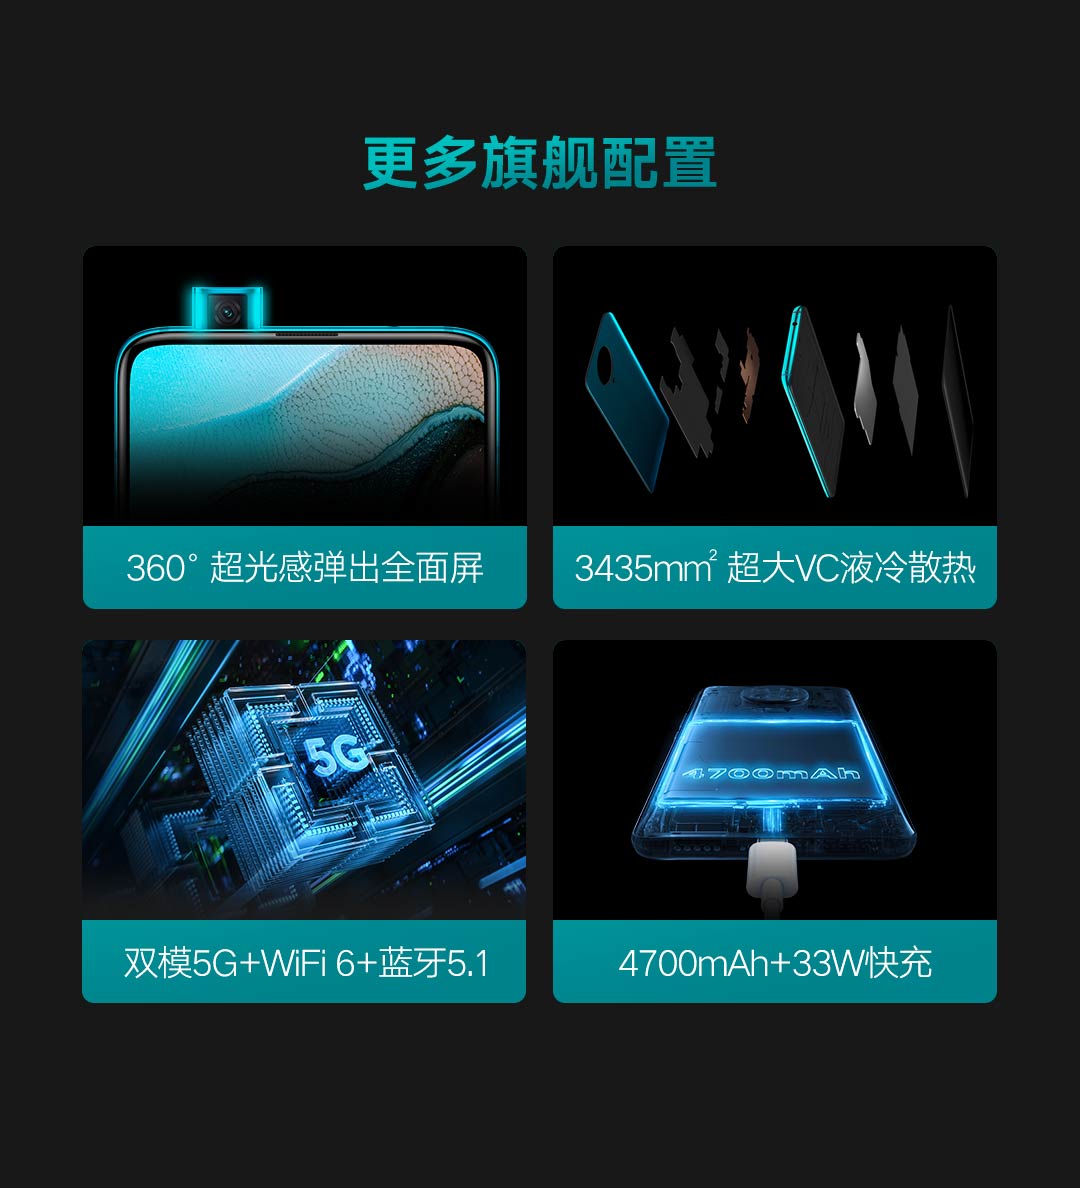 更多旗舰配置
360° 超光感弹出全面屏
3435mm² 超大VC液冷散热
5G
4700mAh
双模5G+WiFi 6+蓝牙5.1
4700mAh+33W快充